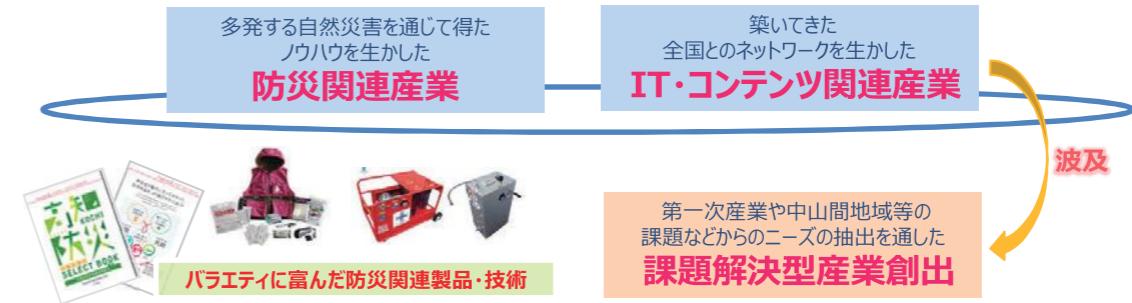 多発する自然災害を通じて得た
ノウハウを生かした
防災関連産業
築いてきた
全国とのネットワークを生かした
IT・コンテンツ関連産業
波及
高知
KOCHI
防災
SELECT BOOK
バラエティに富んだ防災関連製品・技術
第一次産業や中山間地域等の
課題などからのニーズの抽出を通した
課題解決型産業創出